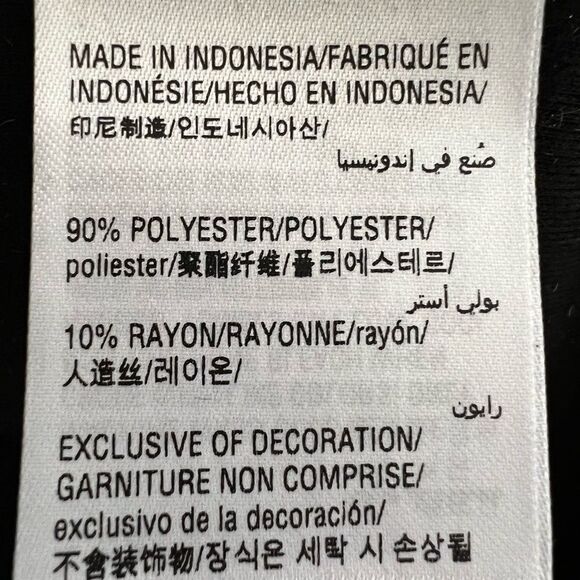 MADE IN INDONESIA/FABRIQUÉ EN
INDONÉSIE/HECHO EN INDONESIA/
印尼制造/인도네시아산/
صُنع في إندونيسيا
90% POLYESTER/POLYESTER/
poliester/聚酯纤维/폴리에스테르/
بولي أستر
10% RAYON/RAYONNE/rayón/
人造丝/레이온/
رايون
EXCLUSIVE OF DECORATION/
GARNITURE NON COMPRISE/
exclusivo de la decoración/
不含装饰物/장식은 세탁 시 손상될